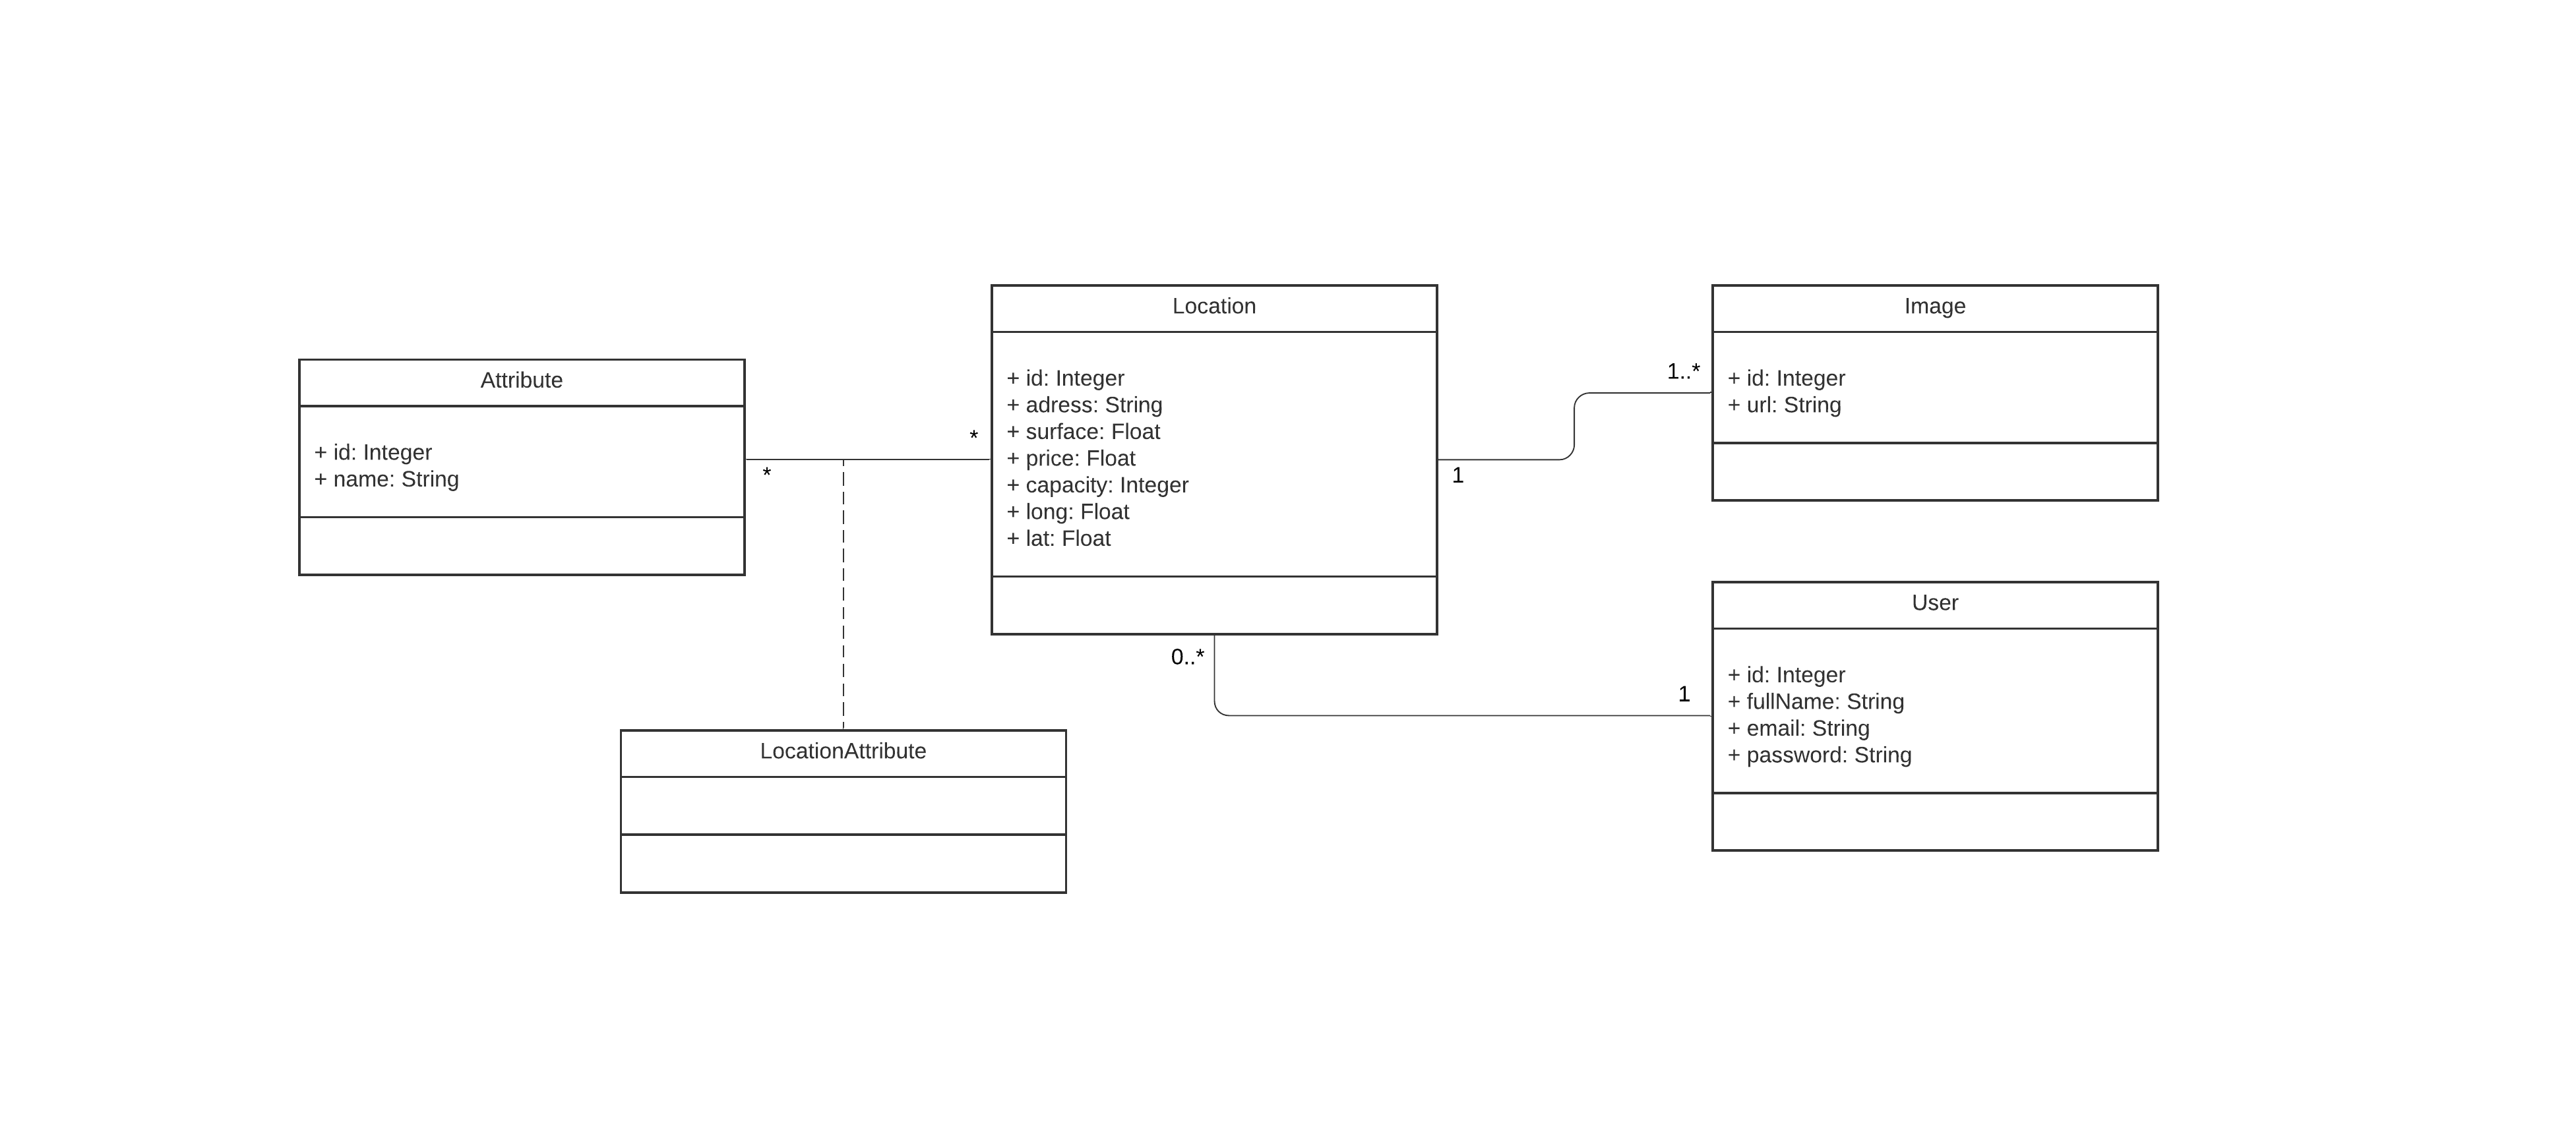 Attribute
+ id: Integer
+ name: String
*
*
Location
+ id: Integer
+ adress: String
+ surface: Float
+ price: Float
+ capacity: Integer
+ long: Float
+ lat: Float
1
1..*
Image
+ id: Integer
+ url: String
0..*
1
User
+ id: Integer
+ fullName: String
+ email: String
+ password: String
LocationAttribute